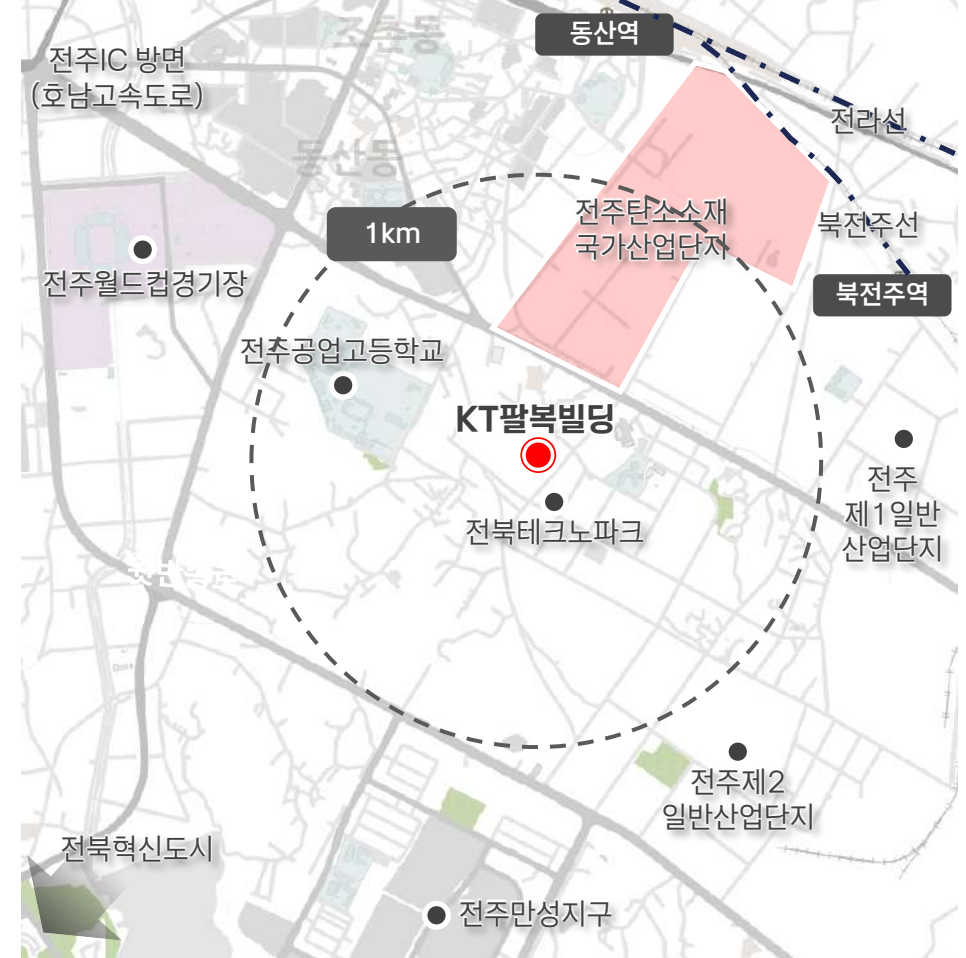 조촌동
동산역
전주IC 방면
(호남고속도로)
전라선
동산동
전주탄소소재
국가산업단지
1km
북전주선
전주월드컵경기장
북전주역
전주공업고등학교
KT팔복빌딩
전주
제1일반
산업단지
전북테크노파크
전주제2
일반산업단지
전북혁신도시
전주만성지구